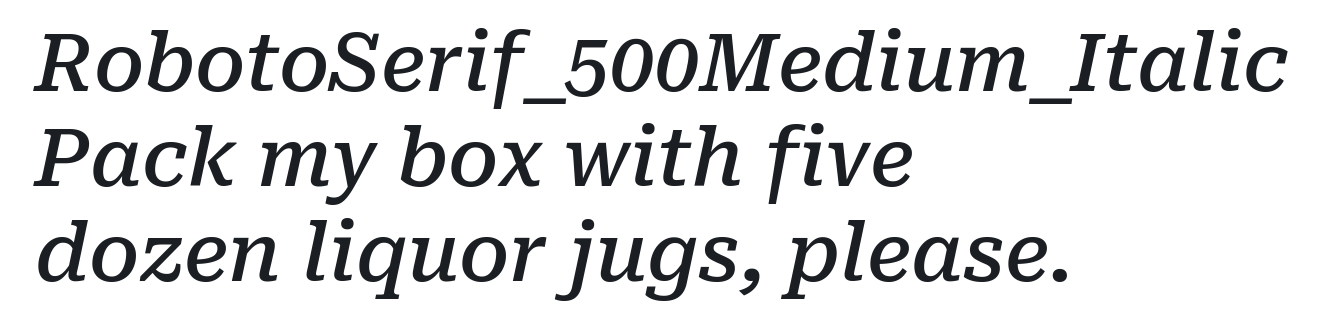 RobotoSerif_500Medium_Italic
Pack my box with five
dozen liquor jugs, please.